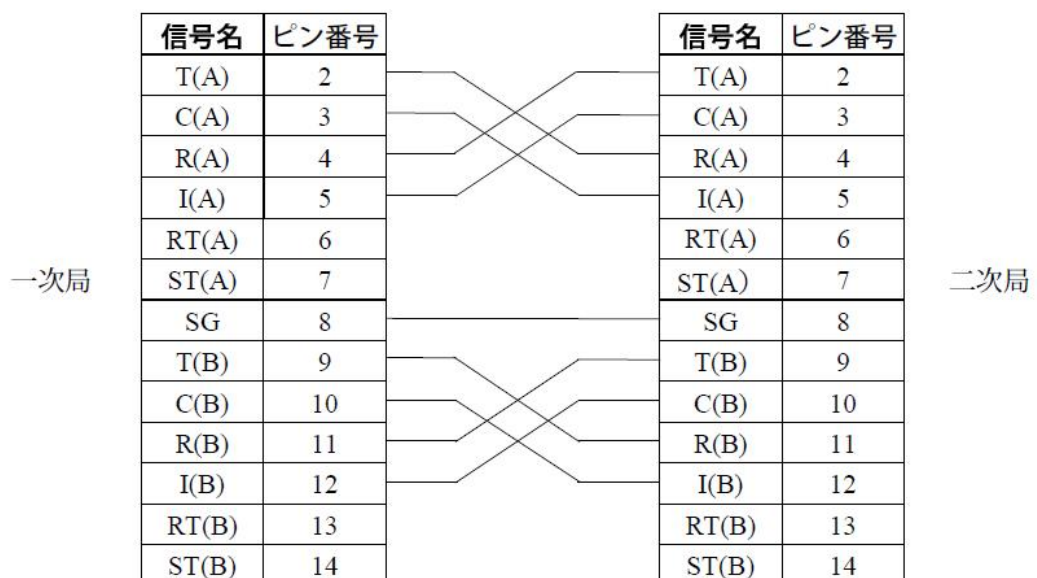 信号名 ピン番号 信号名 ピン番号
T(A) 2 T(A) 2
C(A) 3 C(A) 3
R(A) 4 R(A) 4
I(A) 5 I(A) 5
RT(A) 6 RT(A) 6
一次局 ST(A) 7 ST(A) 7 二次局
SG 8 SG 8
T(B) 9 T(B) 9
C(B) 10 C(B) 10
R(B) 11 R(B) 11
I(B) 12 I(B) 12
RT(B) 13 RT(B) 13
ST(B) 14 ST(B) 14